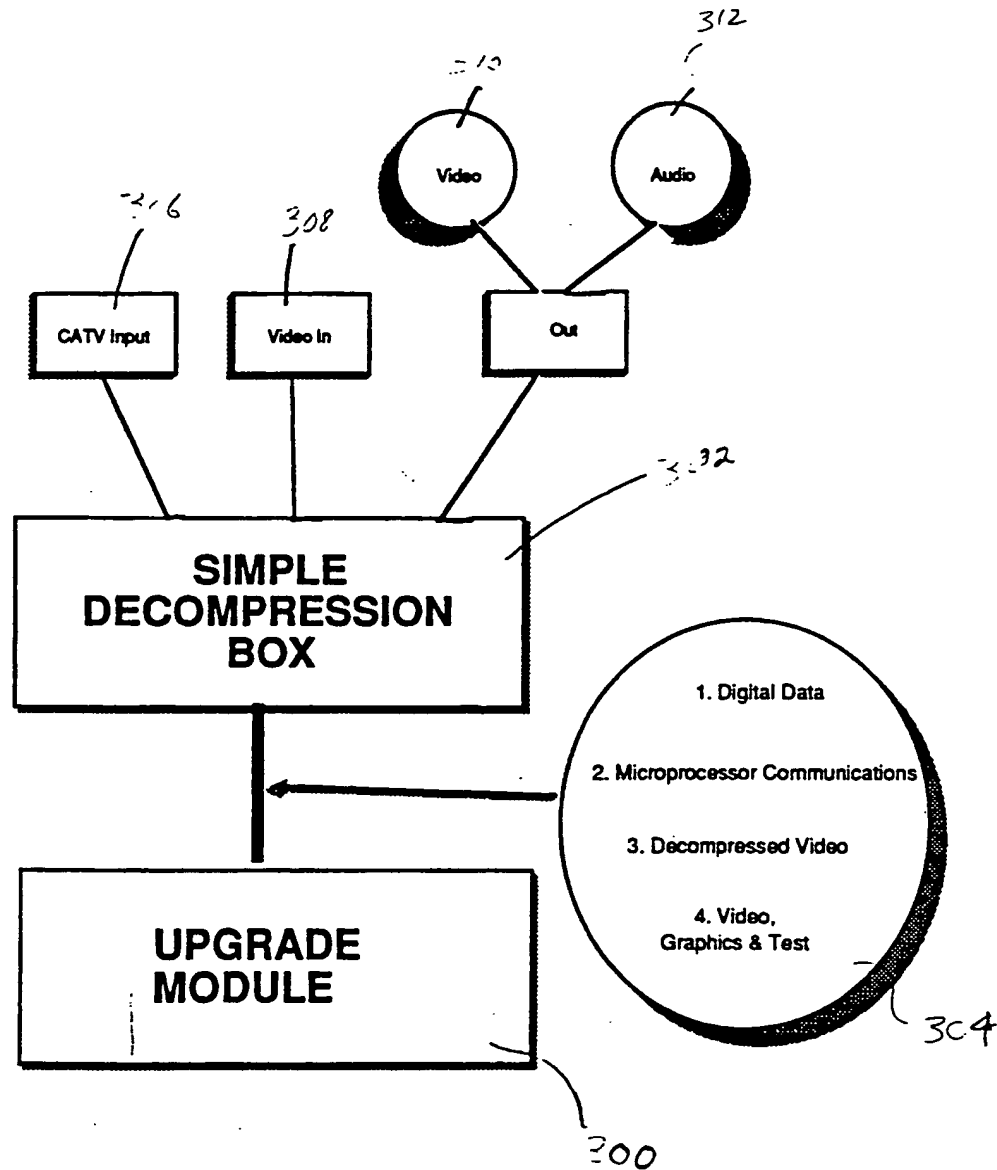 312
Video
Audio
308
CATV Input
Video In
Out
SIMPLE
DECOMPRESSION
BOX
1. Digital Data
2. Microprocessor Communications
3. Decompressed Video
4. Video,
Graphics & Test
UPGRADE
MODULE
304
300